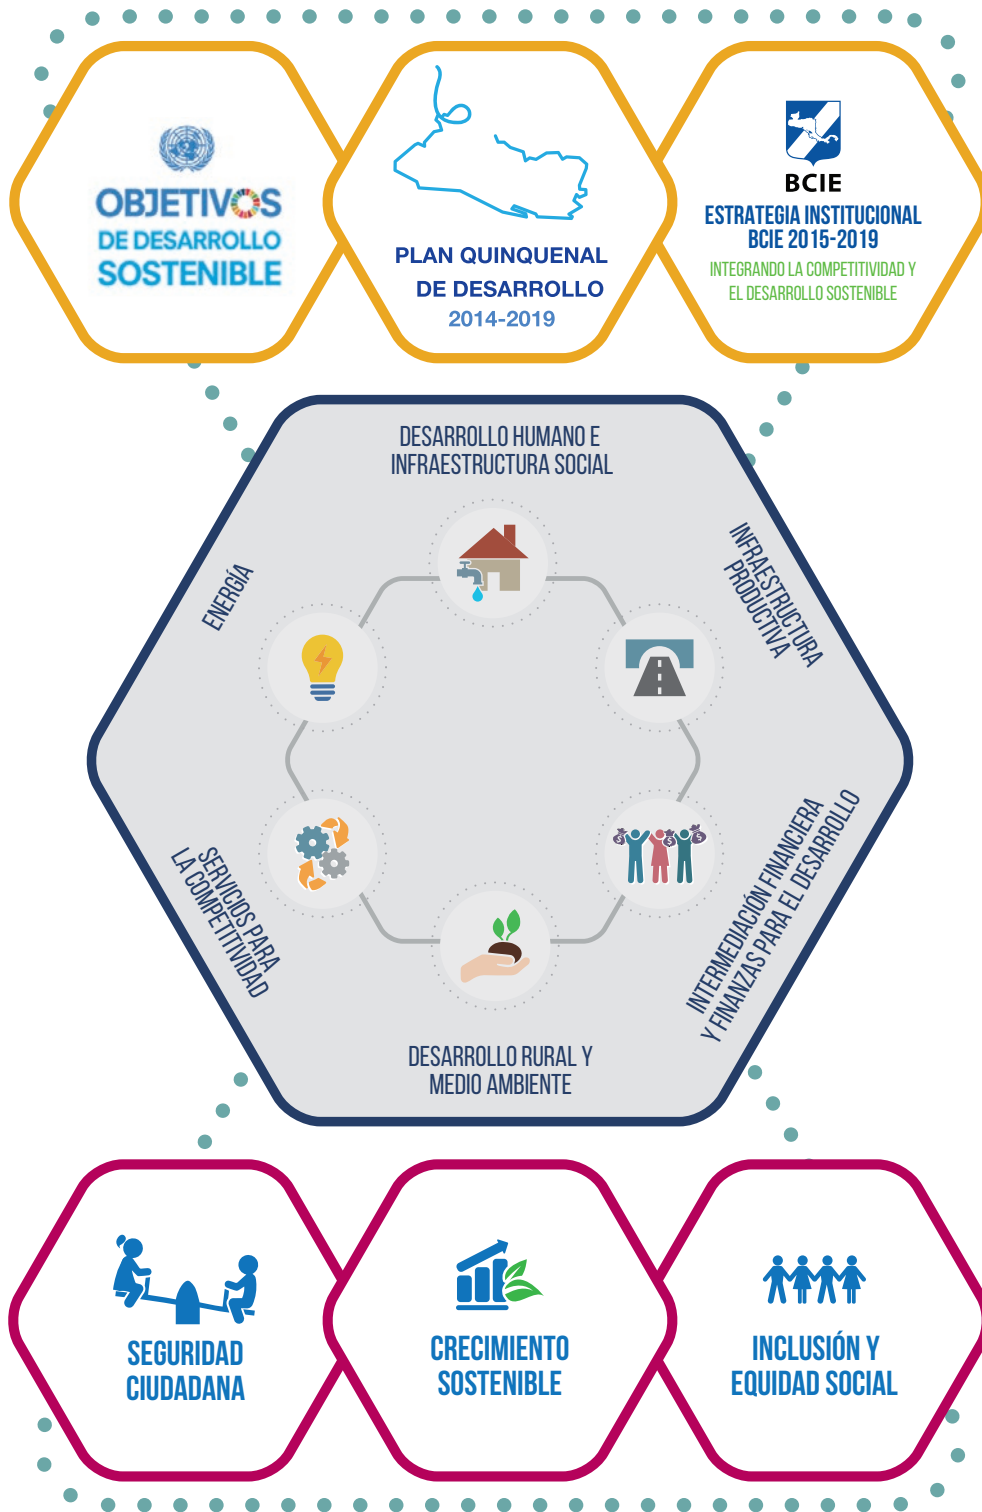 OBJETIVOS
DE DESARROLLO
SOSTENIBLE
PLAN QUINQUENAL
DE DESARROLLO
2014-2019
BCIE
ESTRATEGIA INSTITUCIONAL
BCIE 2015-2019
INTEGRANDO LA COMPETITIVIDAD Y
EL DESARROLLO SOSTENIBLE
DESARROLLO HUMANO E
INFRAESTRUCTURA SOCIAL
ENERGÍA
INFRAESTRUCTURA
PRODUCTIVA
SERVICIOS PARA
LA COMPETITIVIDAD
INTERMEDIACIÓN FINANCIERA
Y FINANZAS PARA EL DESARROLLO
DESARROLLO RURAL Y
MEDIO AMBIENTE
SEGURIDAD
CIUDADANA
CRECIMIENTO
SOSTENIBLE
INCLUSIÓN Y
EQUIDAD SOCIAL